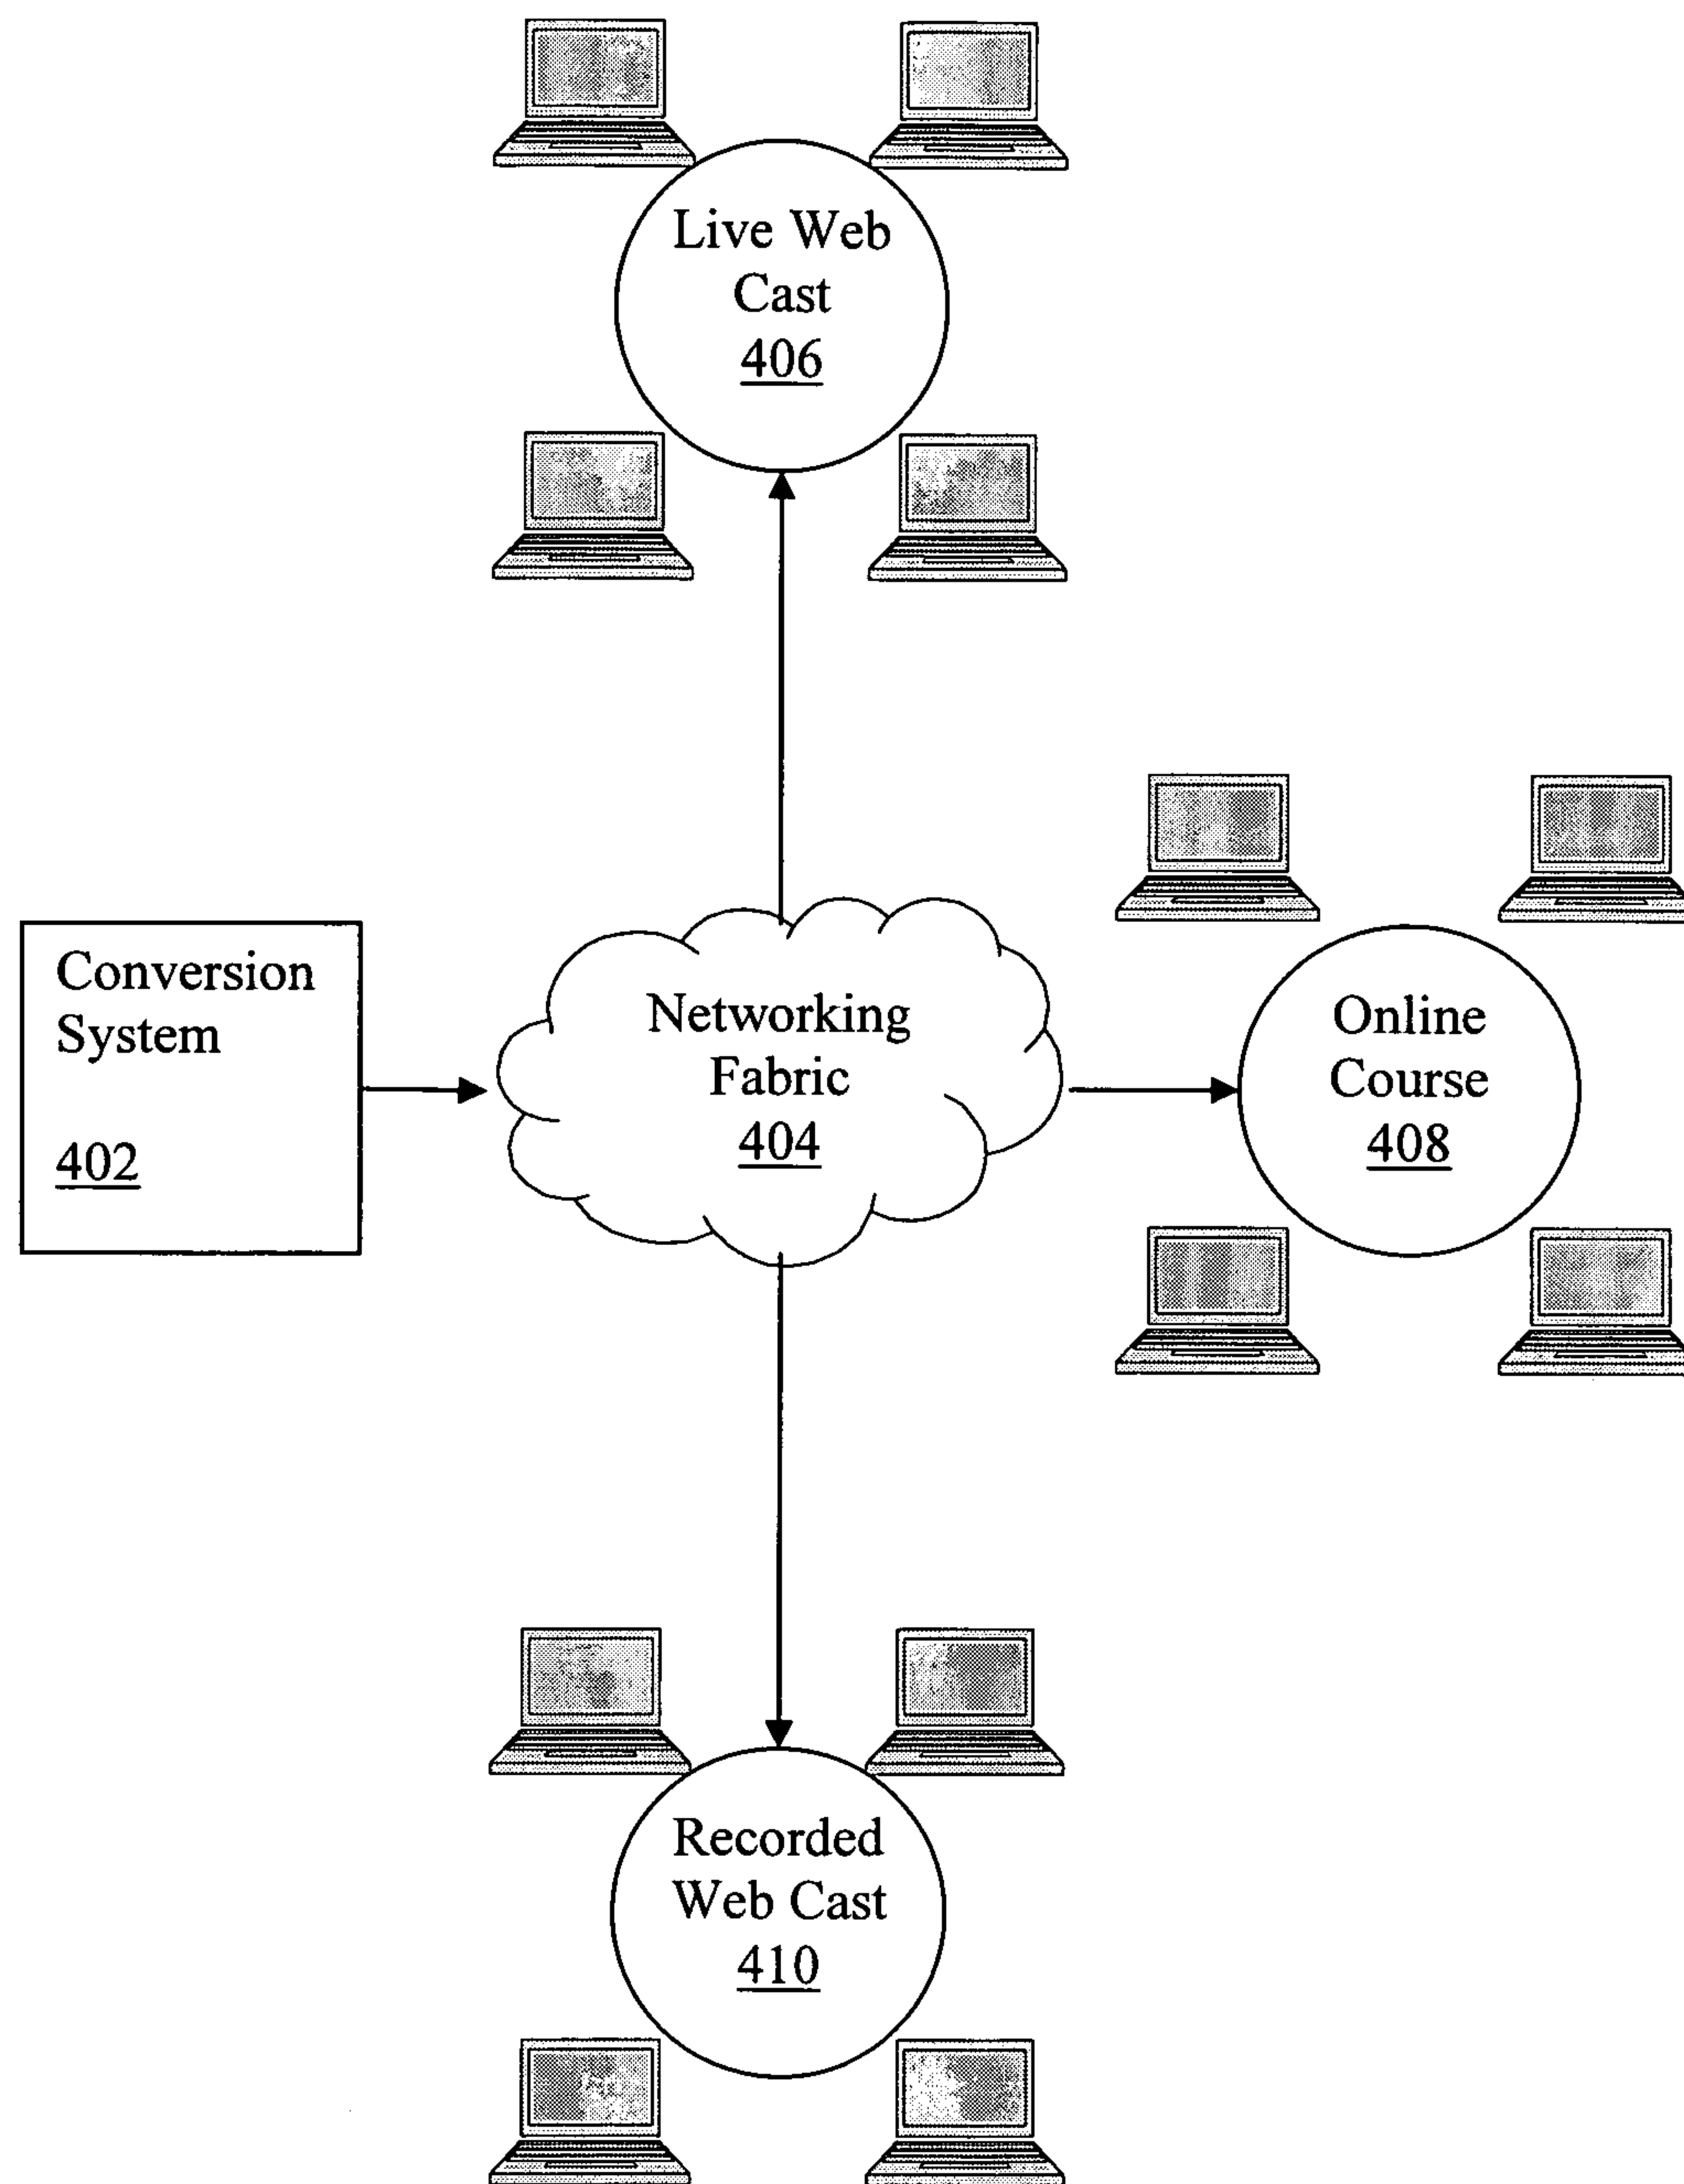 Live Web
Cast
406
Conversion
System
402
Networking
Fabric
404
Online
Course
408
Recorded
Web Cast
410